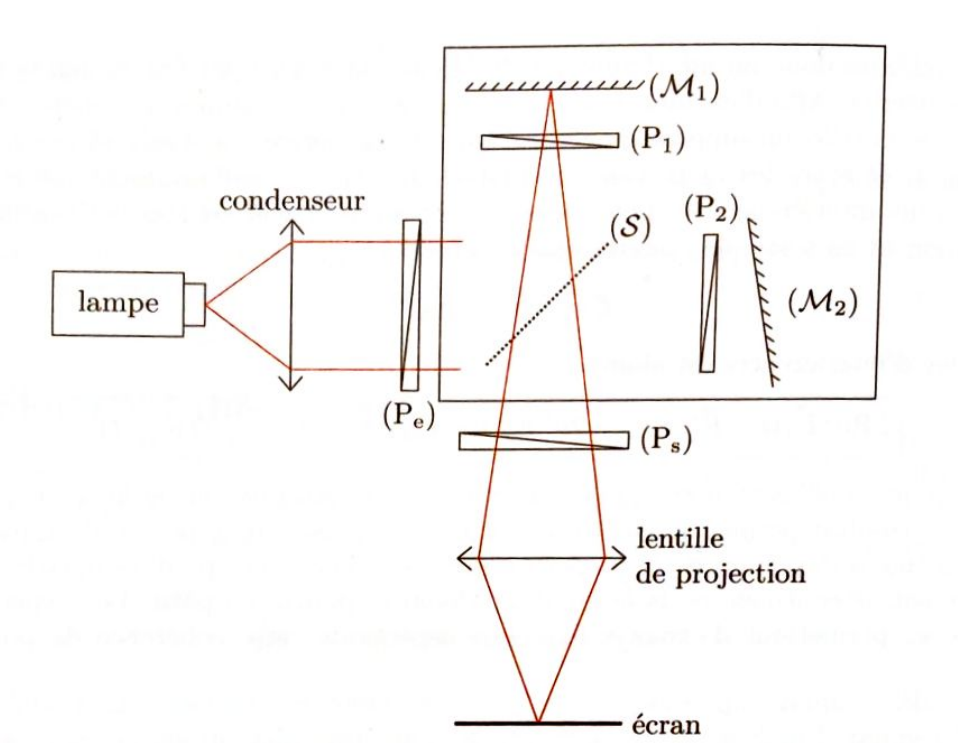 (M₁)
(P₁)
condenseur
(P₂)
(S)
lampe
(M₂)
(Pₑ)
(Pₛ)
lentille
de projection
écran